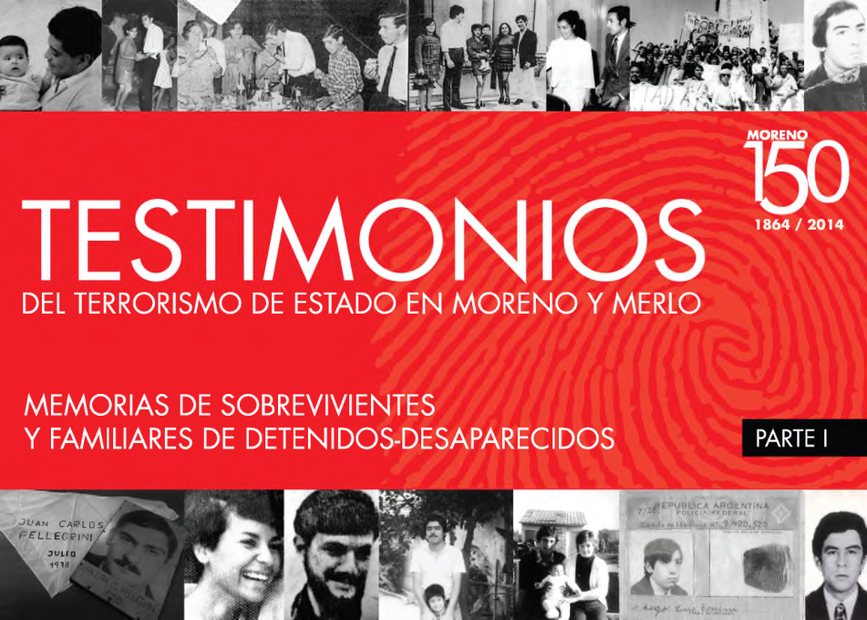 MORENO
150
1864 / 2014
TESTIMONIOS
DEL TERRORISMO DE ESTADO EN MORENO Y MERLO
MEMORIAS DE SOBREVIVIENTES
Y FAMILIARES DE DETENIDOS-DESAPARECIDOS
PARTE I
JUAN CARLOS
PELLEGRINI
JULIO
REPUBLICA ARGENTINA
POLICIA FEDERAL